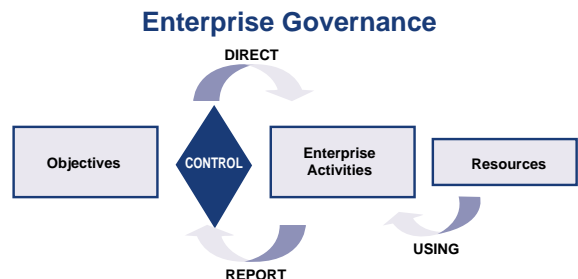 Enterprise Governance
DIRECT
Objectives
CONTROL
Enterprise
Activities
Resources
USING
REPORT